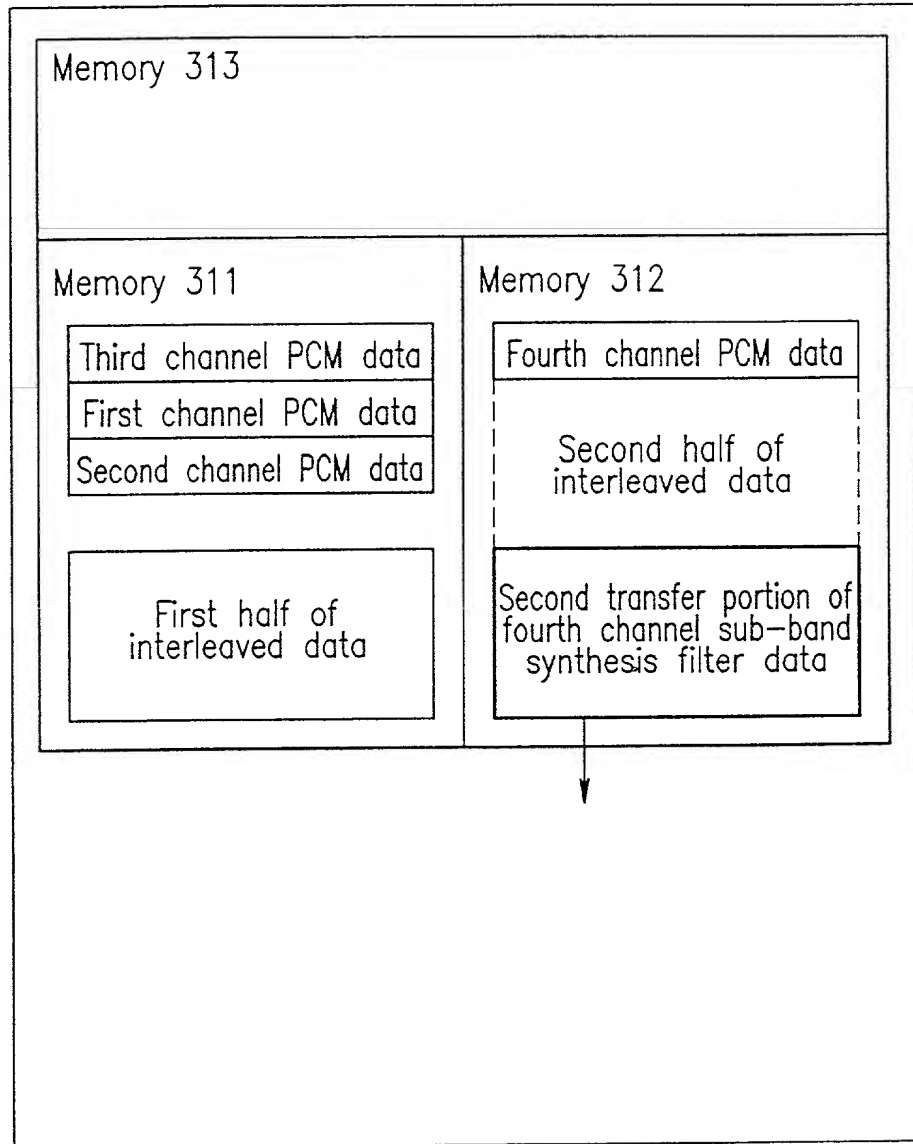 Memory 313
Memory 311
Third channel PCM data
First channel PCM data
Second channel PCM data
First half of
interleaved data
Memory 312
Fourth channel PCM data
Second half of
interleaved data
Second transfer portion of
fourth channel sub-band
synthesis filter data